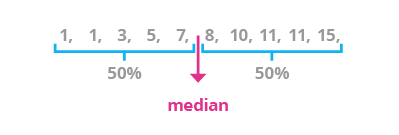 1, 1, 3, 5, 7, 8, 10, 11, 11, 15,
50% 50%
median